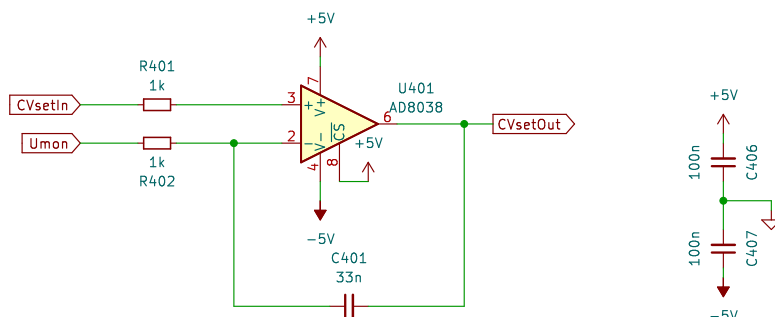 +5V
R401
1k
CVsetIn
3
+
7
V+
U401
AD8038
6
CVsetOut
Umon
1k
R402
2
-
V-
CS
4
8
+5V
-5V
C401
33n
+5V
100n
C406
100n
C407
-5V